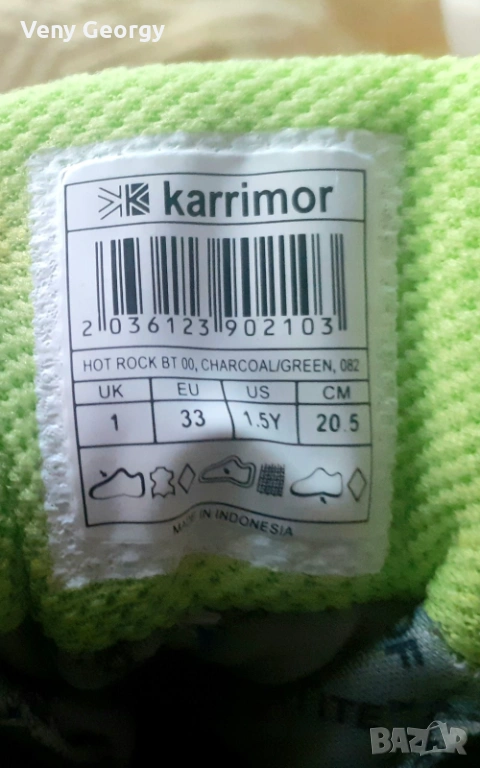 Veny Georgy
karrimor
2 036123 902103
HOT ROCK BT 00, CHARCOAL/GREEN, 082
UK EU US CM
1 33 1.5Y 20.5
MADE IN INDONESIA
BAZAR